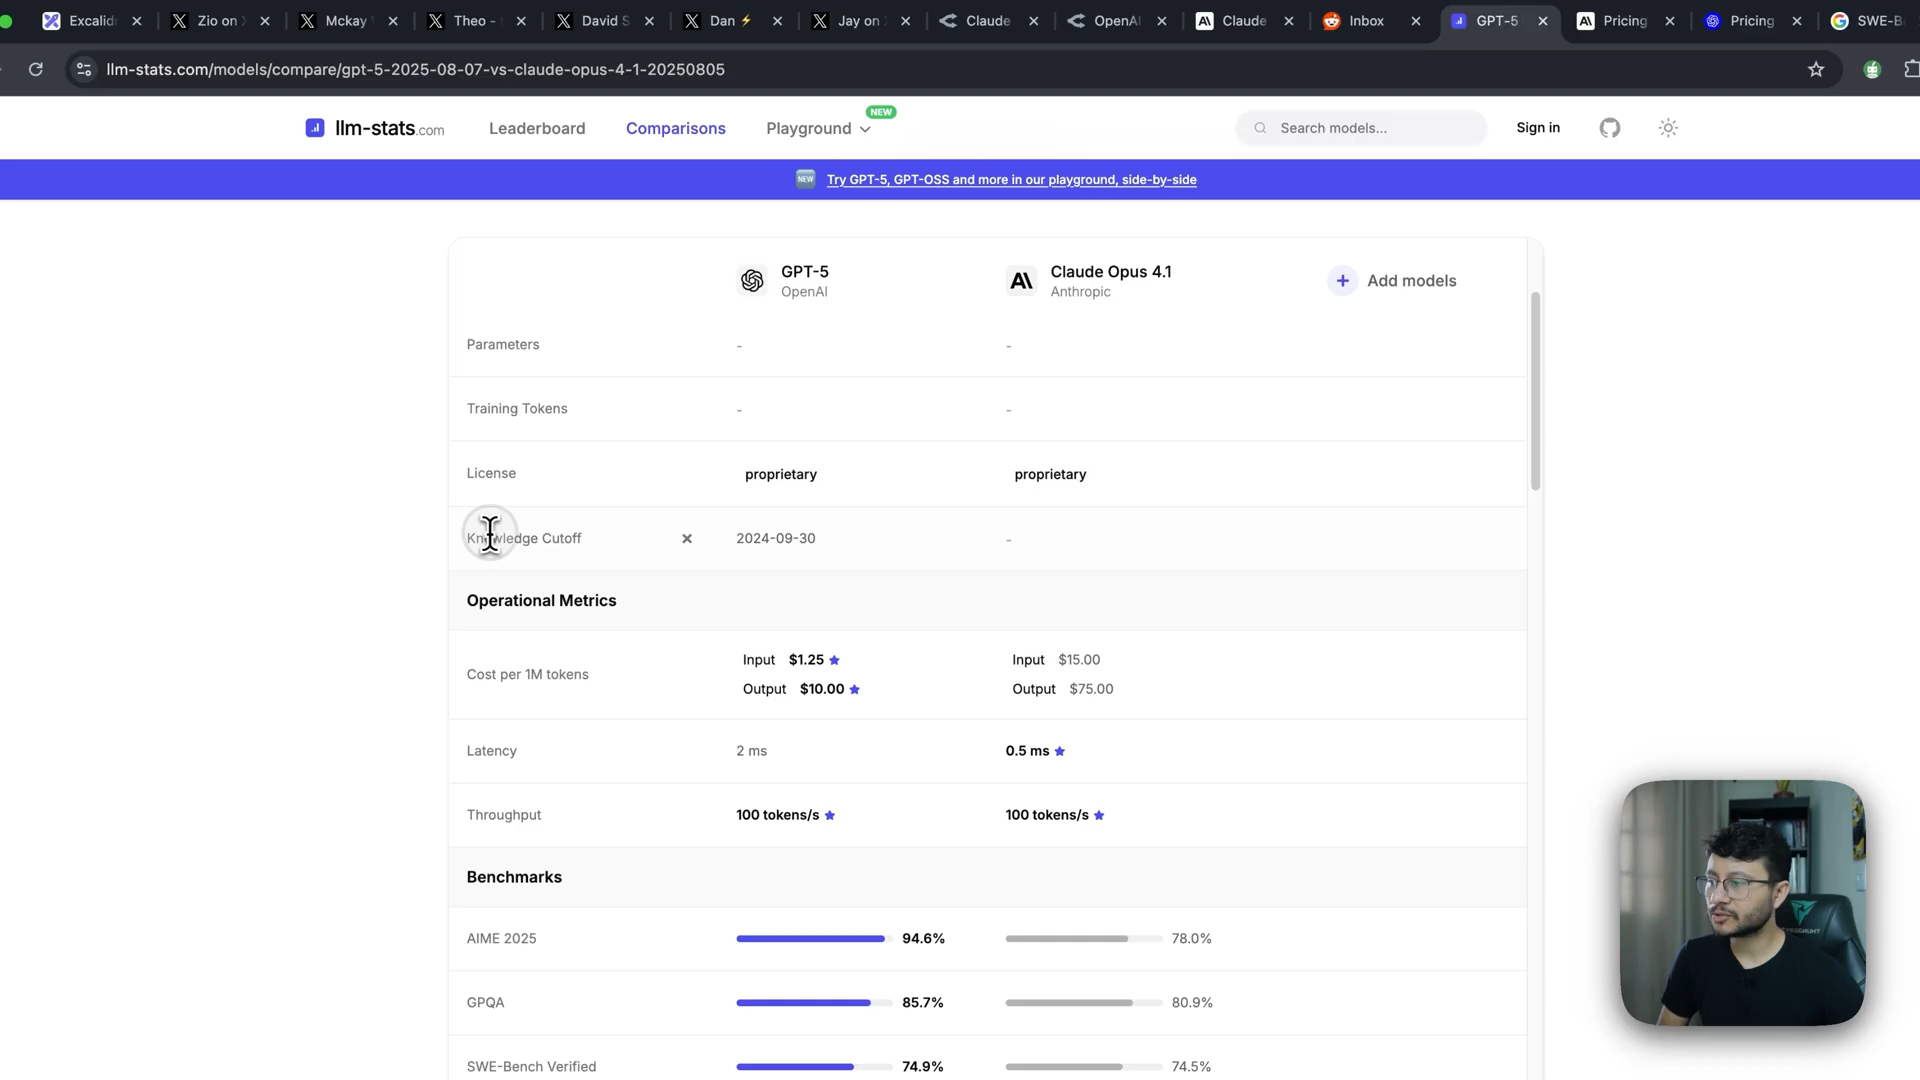 Excalid
Zio on
Mckay
Theo -
David S
Dan ⚡
Jay on
Claude
OpenAI
Claude
Inbox
GPT-5
Pricing
Pricing
SWE-B
llm-stats.com/models/compare/gpt-5-2025-08-07-vs-claude-opus-4-1-20250805
llm-stats.com
Leaderboard
Comparisons
Playground
NEW
Search models...
Sign in
NEW Try GPT-5, GPT-OSS and more in our playground, side-by-side
GPT-5
OpenAI
Claude Opus 4.1
Anthropic
+ Add models
Parameters - -
Training Tokens - -
License proprietary proprietary
Knowledge Cutoff × 2024-09-30 -
Operational Metrics
Cost per 1M tokens
Input $1.25 ★
Output $10.00 ★
Input $15.00
Output $75.00
Latency 2 ms 0.5 ms ★
Throughput 100 tokens/s ★ 100 tokens/s ★
Benchmarks
AIME 2025 94.6% 78.0%
GPQA 85.7% 80.9%
SWE-Bench Verified 74.9% 74.5%